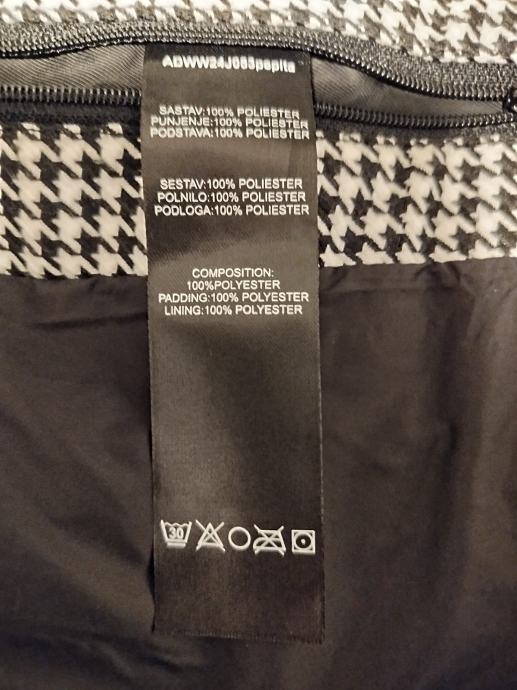 ABWW24J053pepita
SASTAV:100% POLIESTER
PUNJENJE:100% POLIESTER
PODSTAVA:100% POLIESTER
SESTAV:100% POLIESTER
POLNILO:100% POLIESTER
PODLOGA:100% POLIESTER
COMPOSITION:
100%POLYESTER
PADDING:100% POLYESTER
LINING:100% POLYESTER
30